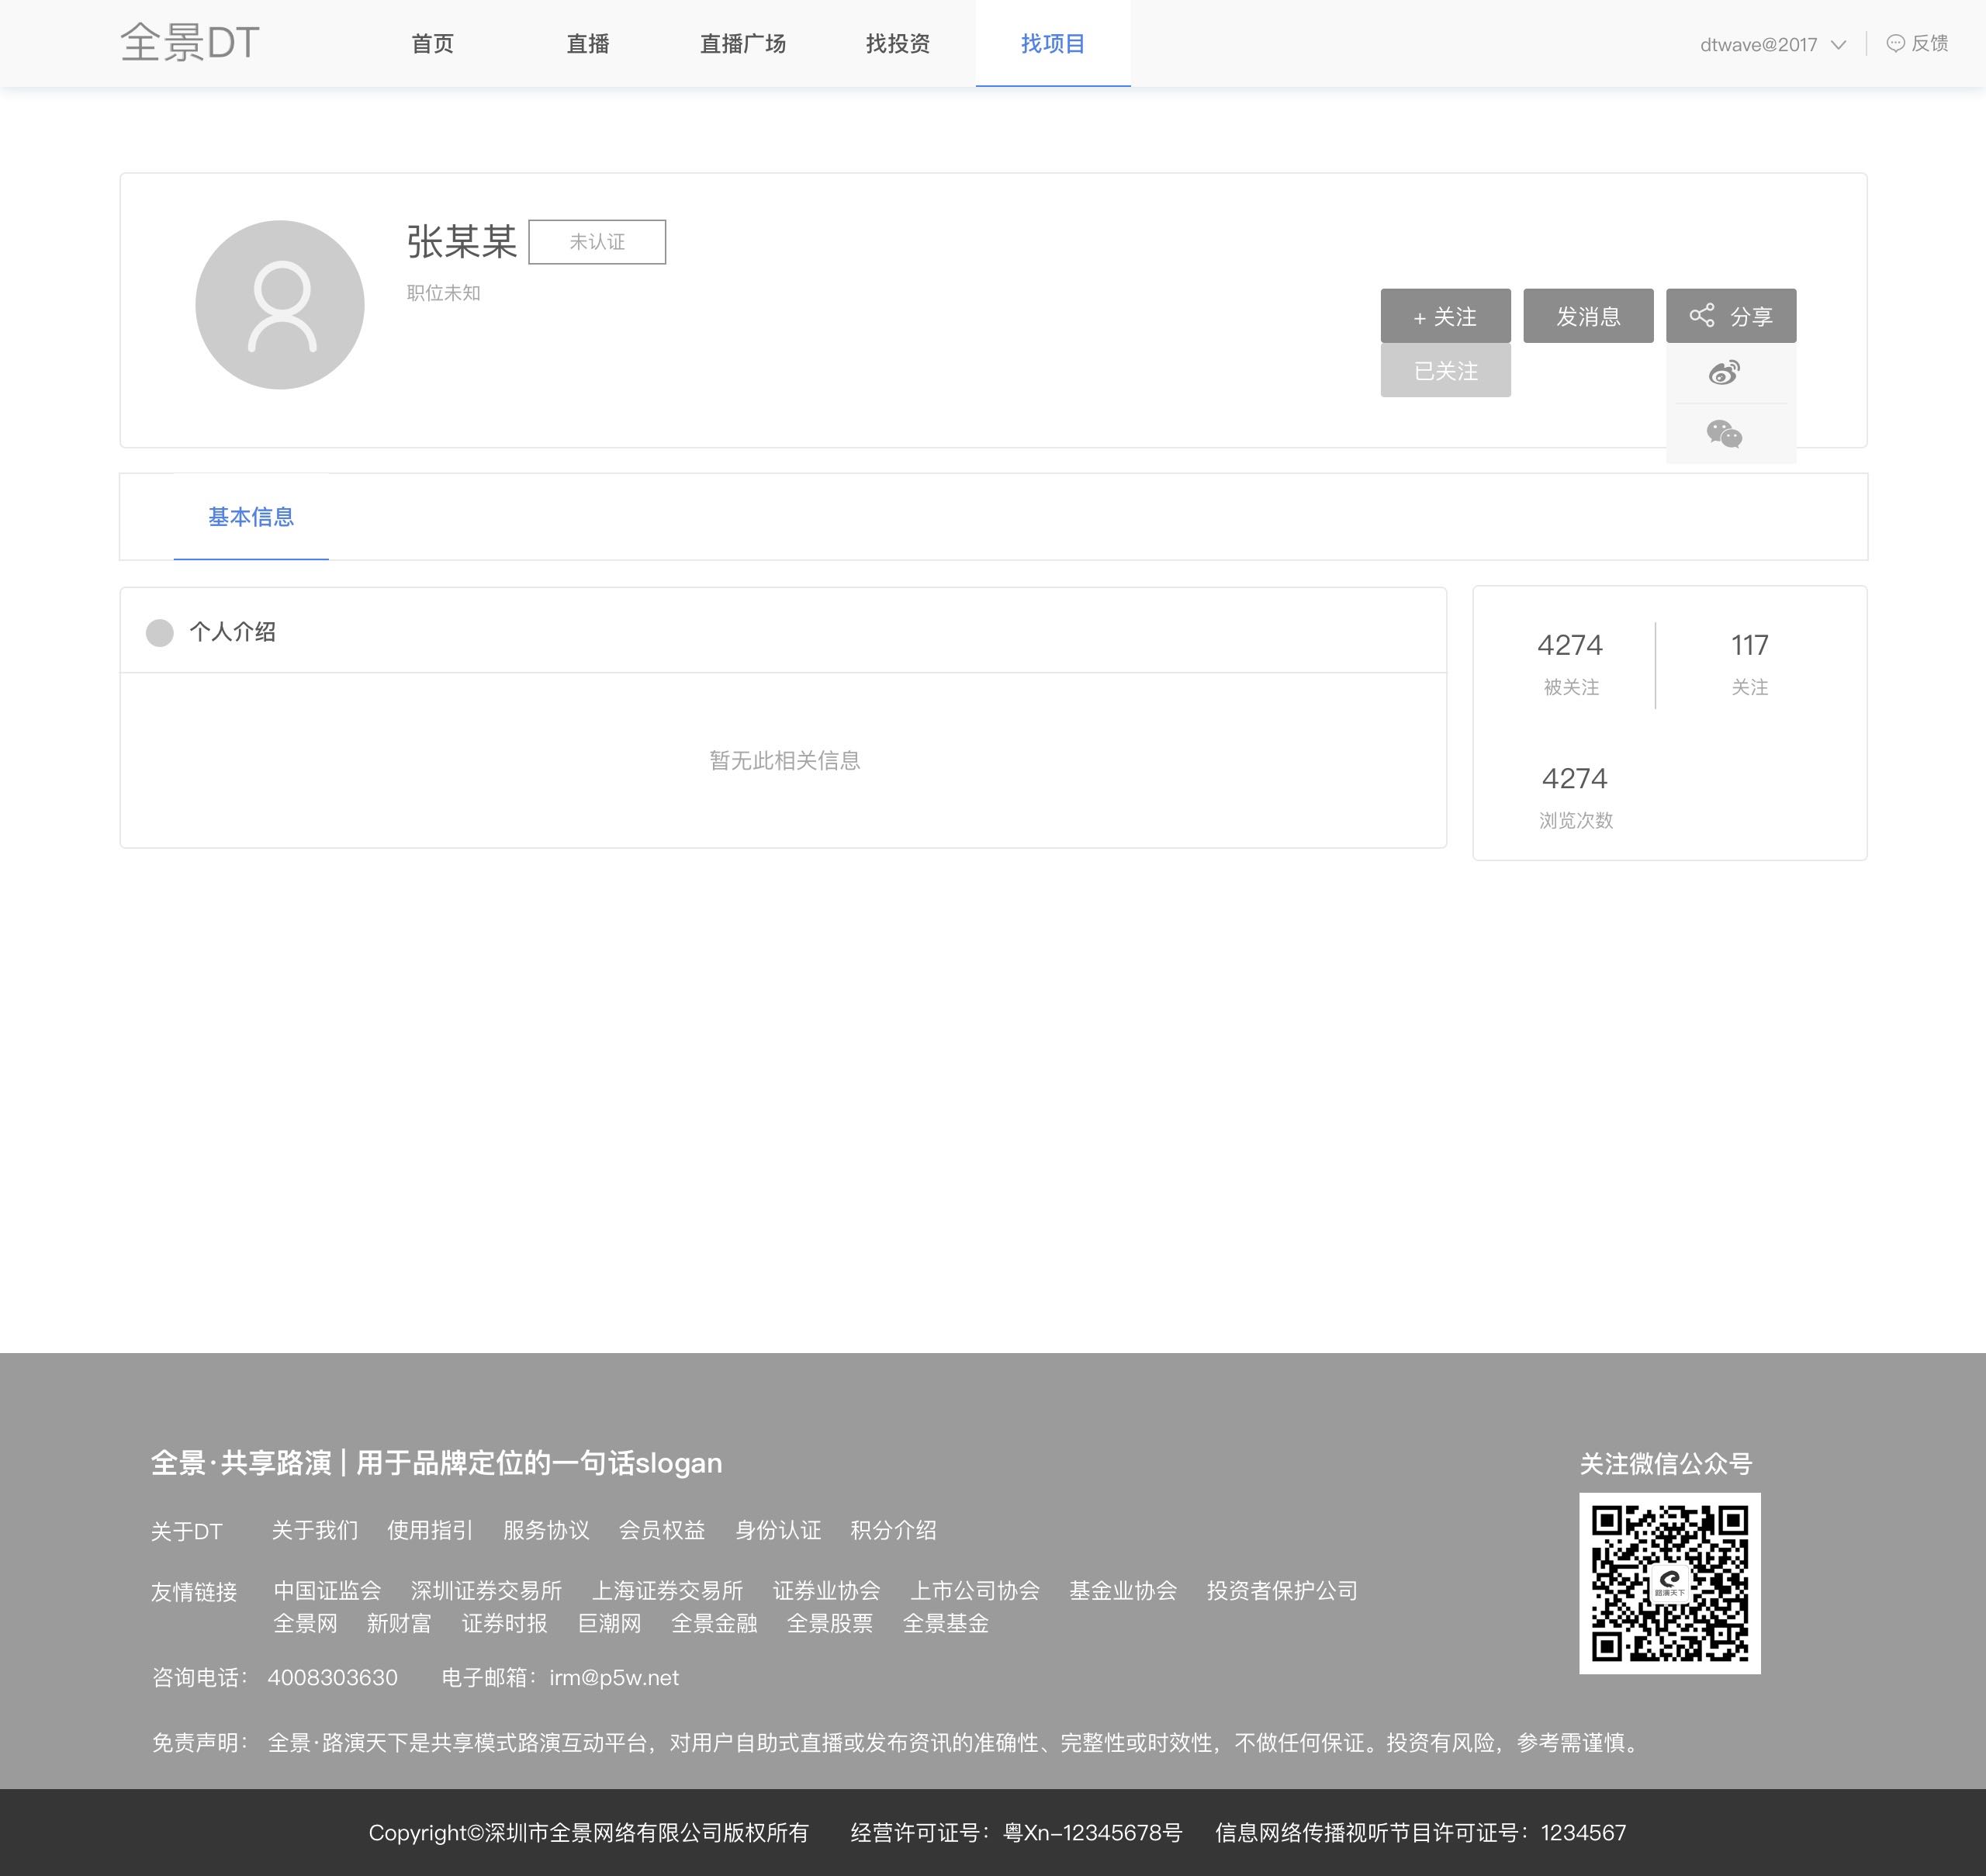 全景DT 首页 直播 直播广场 找投资 找项目 dtwave@2017 反馈
张某某 未认证
职位未知
+ 关注 发消息 分享
已关注
基本信息
个人介绍
暂无此相关信息
4274 117
被关注 关注
4274
浏览次数
全景·共享路演 | 用于品牌定位的一句话slogan
关于DT 关于我们 使用指引 服务协议 会员权益 身份认证 积分介绍
友情链接 中国证监会 深圳证券交易所 上海证券交易所 证券业协会 上市公司协会 基金业协会 投资者保护公司
全景网 新财富 证券时报 巨潮网 全景金融 全景股票 全景基金
咨询电话： 4008303630 电子邮箱：irm@p5w.net
免责声明： 全景·路演天下是共享模式路演互动平台，对用户自助式直播或发布资讯的准确性、完整性或时效性，不做任何保证。投资有风险，参考需谨慎。
关注微信公众号
路演天下
Copyright©深圳市全景网络有限公司版权所有 经营许可证号：粤Xn-12345678号 信息网络传播视听节目许可证号：1234567